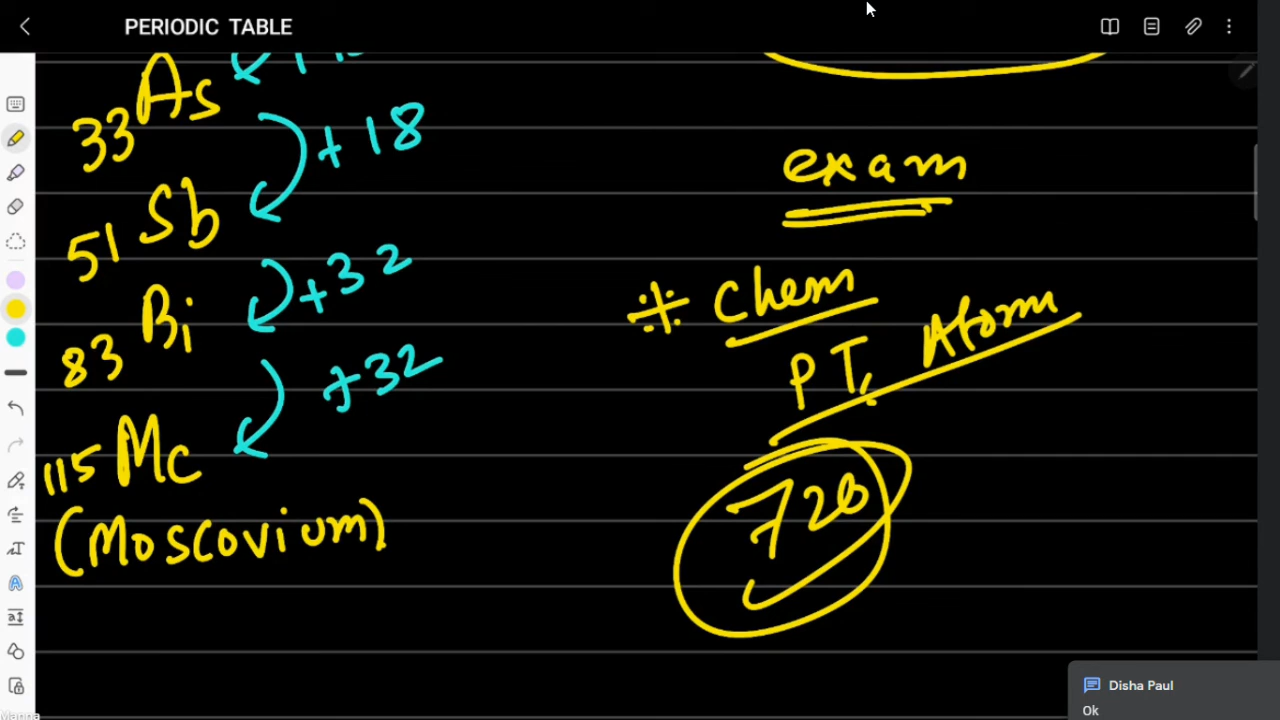 PERIODIC TABLE
33 As
+18
51 Sb
+32
83 Bi
+32
115 Mc
(Moscovium)
exam
* Chem
PT, Atom
720
Disha Paul
Ok